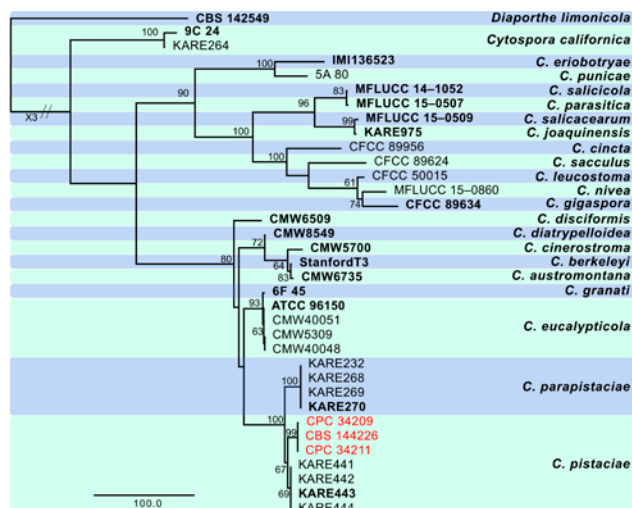 CBS 142549 Diaporthe limonicola
100 9C 24 Cytospora californica
KARE264
X3
IMI136523 C. eriobotryae
100
5A 80 C. punicae
90
MFLUCC 14–1052 C. salicicola
83
MFLUCC 15–0507 C. parasitica
96
MFLUCC 15–0509 C. salicacearum
99
KARE975 C. joaquinensis
100
CFCC 89956 C. cincta
100
CFCC 89624 C. sacculus
CFCC 50015 C. leucostoma
61
MFLUCC 15–0860 C. nivea
74
CFCC 89634 C. gigaspora
CMW6509 C. disciformis
CMW8549 C. diatrypelloidea
72
CMW5700 C. cinerostroma
80
64 StanfordT3 C. berkeleyi
83 CMW6735 C. austromontana
6F 45 C. granati
93 ATCC 96150
CMW40051 C. eucalypticola
63 CMW5309
CMW40048
KARE232
100 KARE268
KARE269 C. parapistaciae
KARE270
100 CPC 34209
99 CBS 144226
CPC 34211
67 KARE441 C. pistaciae
KARE442
69 KARE443
KARE444
100.0